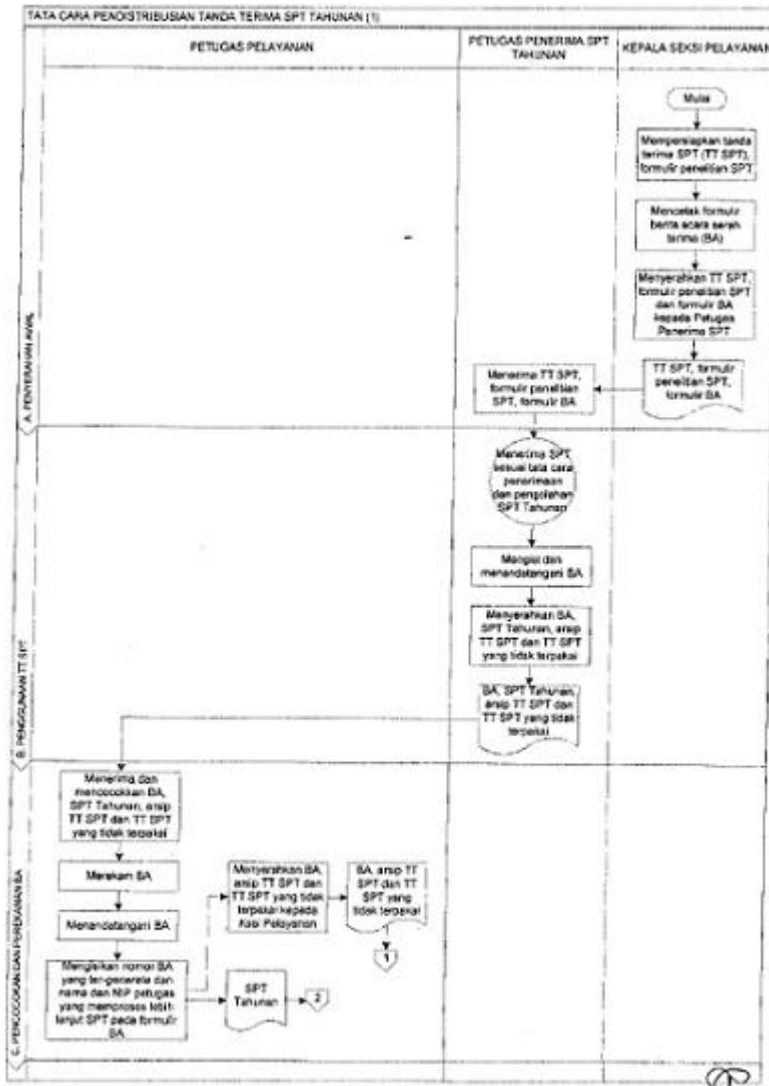 TATA CARA PENDISTRIBUSIAN TANDA TERIMA SPT TAHUNAN (1)
PETUGAS PELAYANAN
PETUGAS PENERIMA SPT
TAHUNAN
KEPALA SEKSI PELAYANAN
A. PENYERAHAN AWAL
Mulai
Mempersiapkan tanda
terima SPT (TT SPT),
formulir penelitian SPT
Mencetak formulir
berita acara serah
terima (BA)
Menyerahkan TT SPT,
formulir penelitian SPT
dan formulir BA
kepada Petugas
Penerima SPT
TT SPT, formulir
penelitian SPT,
formulir BA
Menerima TT SPT,
formulir penelitian
SPT, formulir BA
B. PENGGUNAAN TT SPT
Menerima SPT
sesuai tata cara
penerimaan
dan pengolahan
SPT Tahunan
Mengisi dan
menandatangani BA
Menyerahkan BA,
SPT Tahunan, arsip
TT SPT dan TT SPT
yang tidak terpakai
BA, SPT Tahunan,
arsip TT SPT dan
TT SPT yang tidak
terpakai
C. PENCOCOKAN DAN PEREKAMAN BA
Menerima dan
mencocokkan BA,
SPT Tahunan, arsip
TT SPT dan TT SPT
yang tidak terpakai
Merekam BA
Menandatangani BA
Mengisikan nomor BA
yang ter-generate dan
nama dan NIP petugas
yang memproses lebih
lanjut SPT pada formulir
BA
Menyerahkan BA,
arsip TT SPT dan
TT SPT yang tidak
terpakai kepada
Kasi Pelayanan
BA, arsip TT
SPT dan TT
SPT yang
tidak terpakai
1
SPT
Tahunan
2